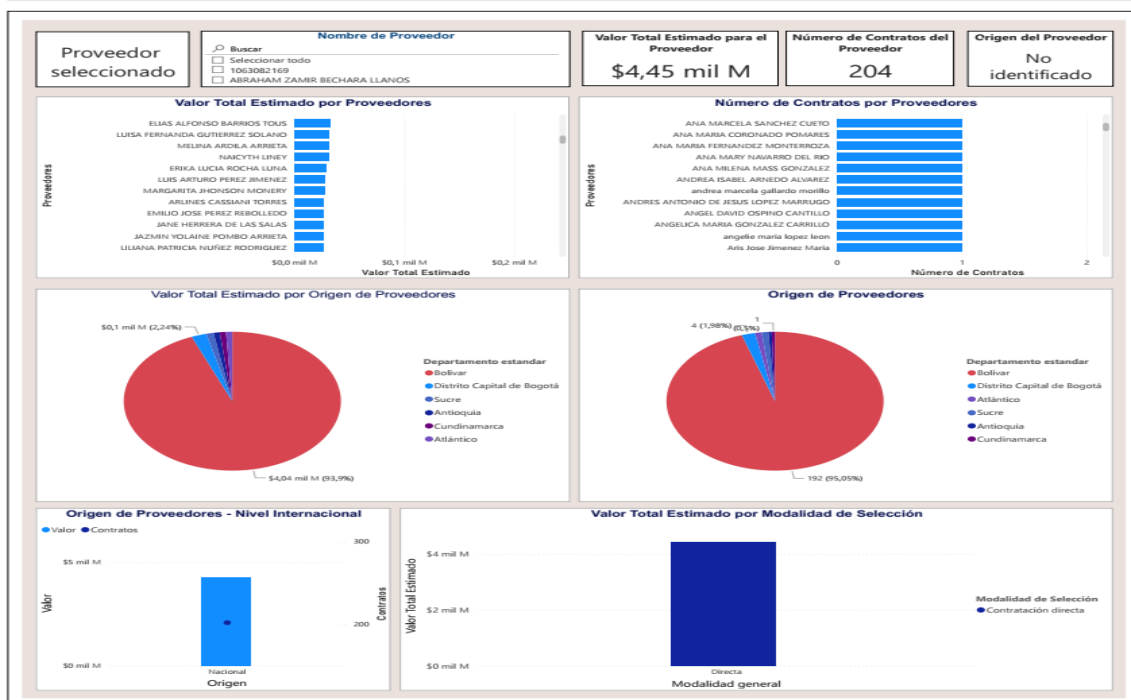 Proveedor
seleccionado
Nombre de Proveedor
Buscar
Seleccionar todo
1063082169
ABRAHAM ZAMIR BECHARA LLANOS
Valor Total Estimado para el
Proveedor
$4,45 mil M
Número de Contratos del
Proveedor
204
Origen del Proveedor
No
identificado
Valor Total Estimado por Proveedores
Proveedores
ELIAS ALFONSO BARRIOS TOUS
LUISA FERNANDA GUTIERREZ SOLANO
MELINA ARDILA ARRIETA
NAICYTH LINEY
ERIKA LUCIA ROCHA LUNA
LUIS ARTURO PEREZ JIMENEZ
MARGARITA JHONSON MONERY
ARLINES CASSIANI TORRES
EMILIO JOSE PEREZ REBOLLEDO
JANE HERRERA DE LAS SALAS
JAZMIN YOLAINE POMBO ARRIETA
LILIANA PATRICIA NUÑEZ RODRIGUEZ
$0,0 mil M $0,1 mil M $0,2 mil M
Valor Total Estimado
Número de Contratos por Proveedores
Proveedores
ANA MARCELA SANCHEZ CUETO
ANA MARIA CORONADO POMARES
ANA MARIA FERNANDEZ MONTERROZA
ANA MARY NAVARRO DEL RIO
ANA MILENA MASS GONZALEZ
ANDREA ISABEL ARNEDO ALVAREZ
andrea marcela gallardo morillo
ANDRES ANTONIO DE JESUS LOPEZ MARRUGO
ANGEL DAVID OSPINO CANTILLO
ANGELICA MARIA GONZALEZ CARRILLO
angelie maria lopez leon
Aris Jose Jimenez Maria
0 1 2
Número de Contratos
Valor Total Estimado por Origen de Proveedores
$0,1 mil M (2,24%)
$4,04 mil M (93,9%)
Departamento estandar
Bolívar
Distrito Capital de Bogotá
Sucre
Antioquia
Cundinamarca
Atlántico
Origen de Proveedores
1
4 (1,98%) (0,5%)
192 (95,05%)
Departamento estandar
Bolívar
Distrito Capital de Bogotá
Atlántico
Sucre
Antioquia
Cundinamarca
Origen de Proveedores - Nivel Internacional
Valor Contratos
Valor
$5 mil M
$0 mil M
300
200
Contratos
Nacional
Origen
Valor Total Estimado por Modalidad de Selección
Valor Total Estimado
$4 mil M
$2 mil M
$0 mil M
Directa
Modalidad general
Modalidad de Selección
Contratación directa